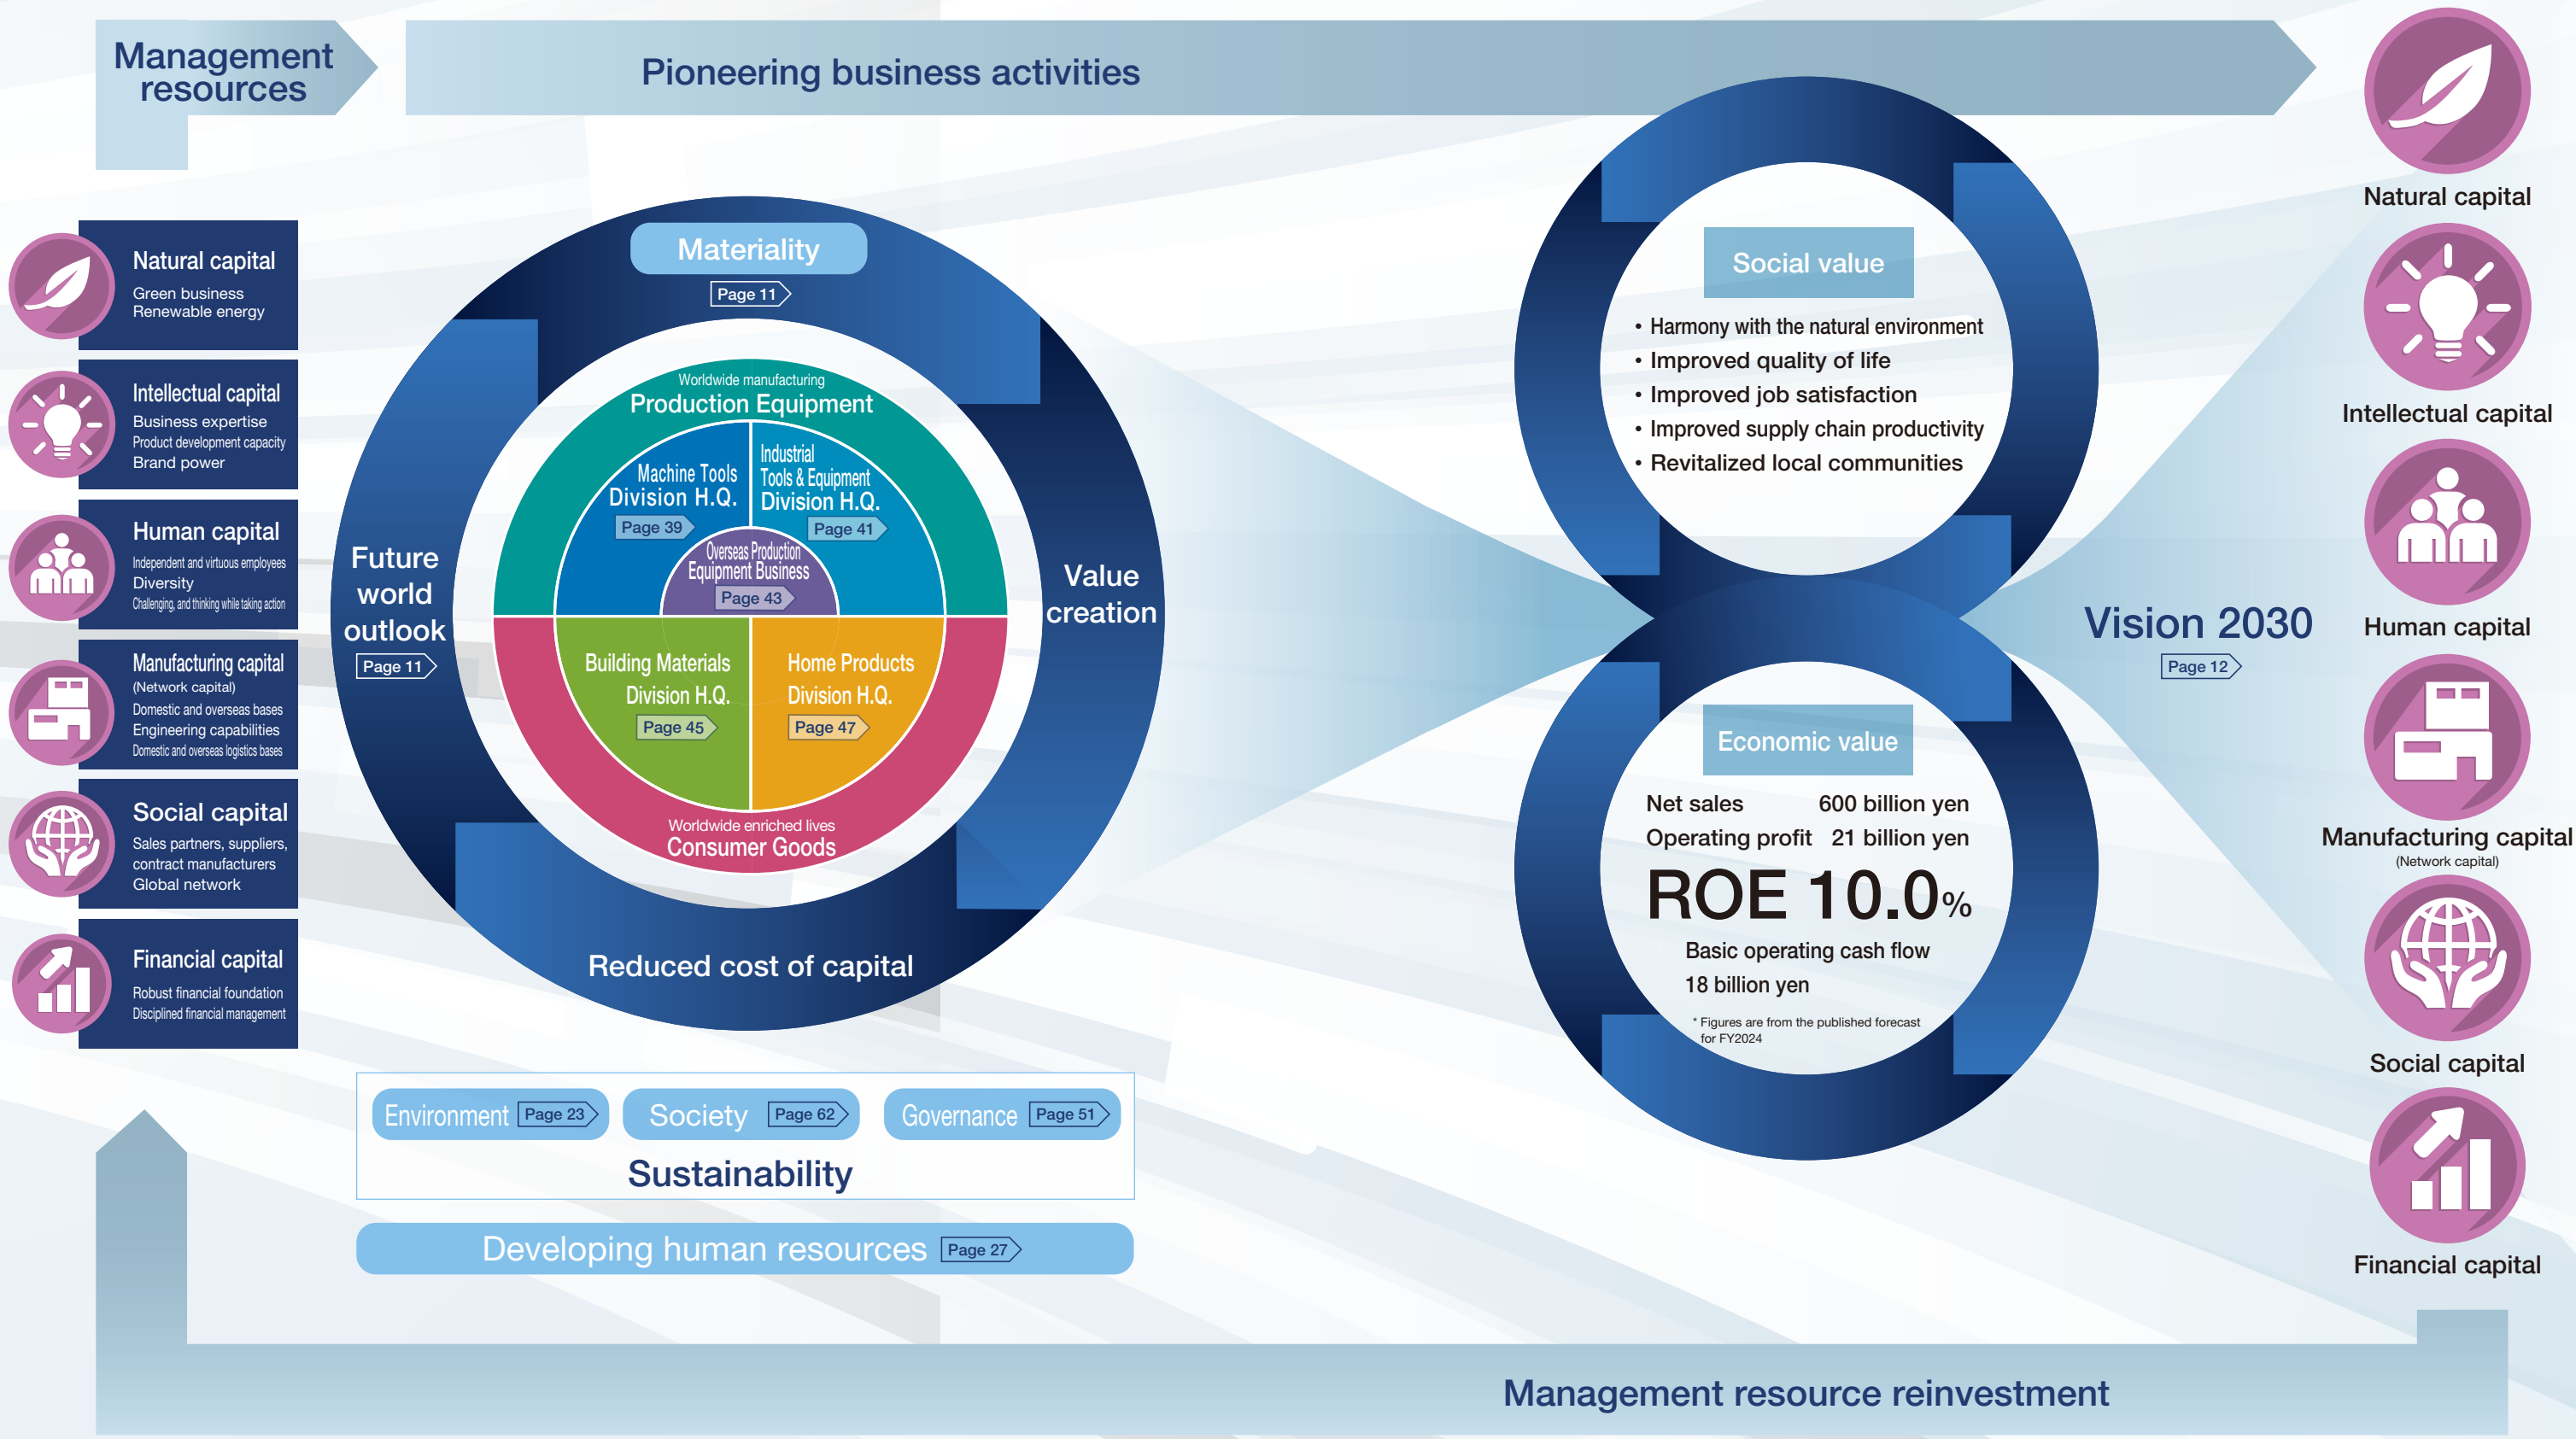 Management
resources
Pioneering business activities
Natural capital
Green business
Renewable energy
Intellectual capital
Business expertise
Product development capacity
Brand power
Human capital
Independent and virtuous employees
Diversity
Challenging, and thinking while taking action
Manufacturing capital
(Network capital)
Domestic and overseas bases
Engineering capabilities
Domestic and overseas logistics bases
Social capital
Sales partners, suppliers,
contract manufacturers
Global network
Financial capital
Robust financial foundation
Disciplined financial management
Materiality
Page 11
Future
world
outlook
Page 11
Value
creation
Reduced cost of capital
Worldwide manufacturing
Production Equipment
Machine Tools
Division H.Q.
Page 39
Industrial
Tools & Equipment
Division H.Q.
Page 41
Overseas Production
Equipment Business
Page 43
Building Materials
Division H.Q.
Page 45
Home Products
Division H.Q.
Page 47
Worldwide enriched lives
Consumer Goods
Environment Page 23
Society Page 62
Governance Page 51
Sustainability
Developing human resources Page 27
Social value
• Harmony with the natural environment
• Improved quality of life
• Improved job satisfaction
• Improved supply chain productivity
• Revitalized local communities
Economic value
Net sales 600 billion yen
Operating profit 21 billion yen
ROE 10.0%
Basic operating cash flow
18 billion yen
* Figures are from the published forecast
for FY2024
Vision 2030
Page 12
Natural capital
Intellectual capital
Human capital
Manufacturing capital
(Network capital)
Social capital
Financial capital
Management resource reinvestment